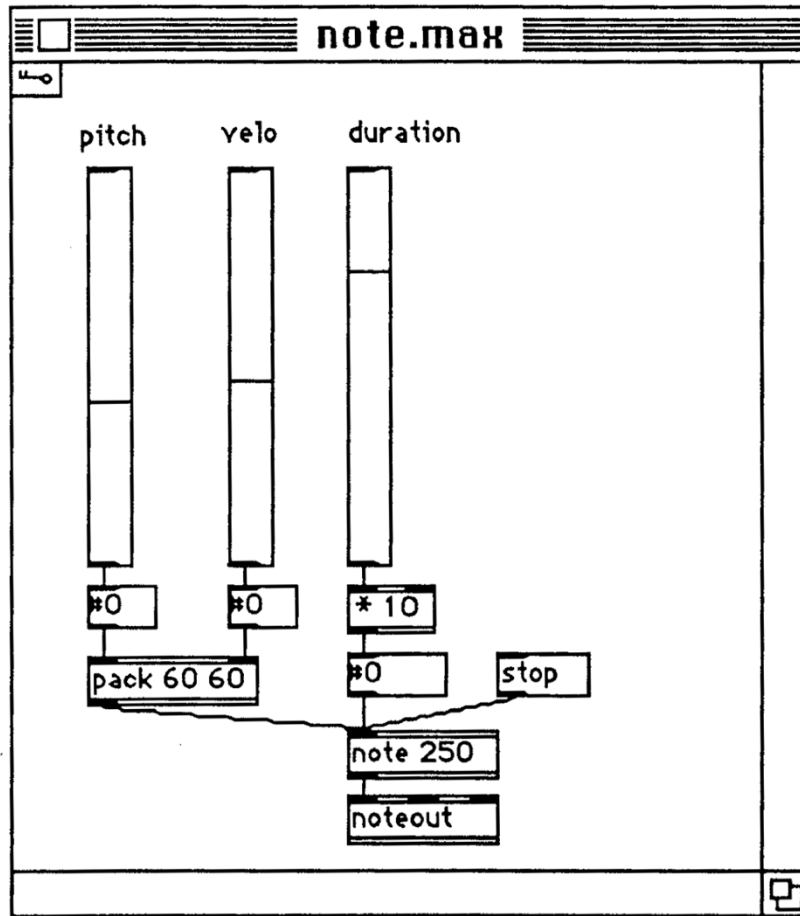 note.max
pitch velo duration
#0 #0 * 10
pack 60 60 #0 stop
note 250
noteout